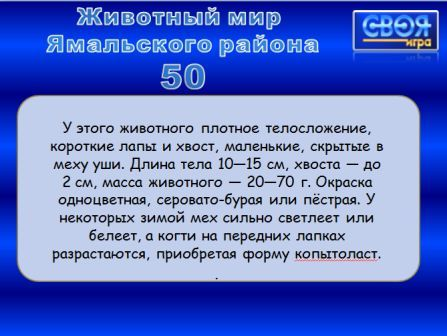 Животный мир
Ямальского района
50
СВОЯ
игра
У этого животного плотное телосложение,
короткие лапы и хвост, маленькие, скрытые в
меху уши. Длина тела 10—15 см, хвоста — до
2 см, масса животного — 20—70 г. Окраска
одноцветная, серовато-бурая или пёстрая. У
некоторых зимой мех сильно светлеет или
белеет, а когти на передних лапках
разрастаются, приобретая форму копытоласт.
.